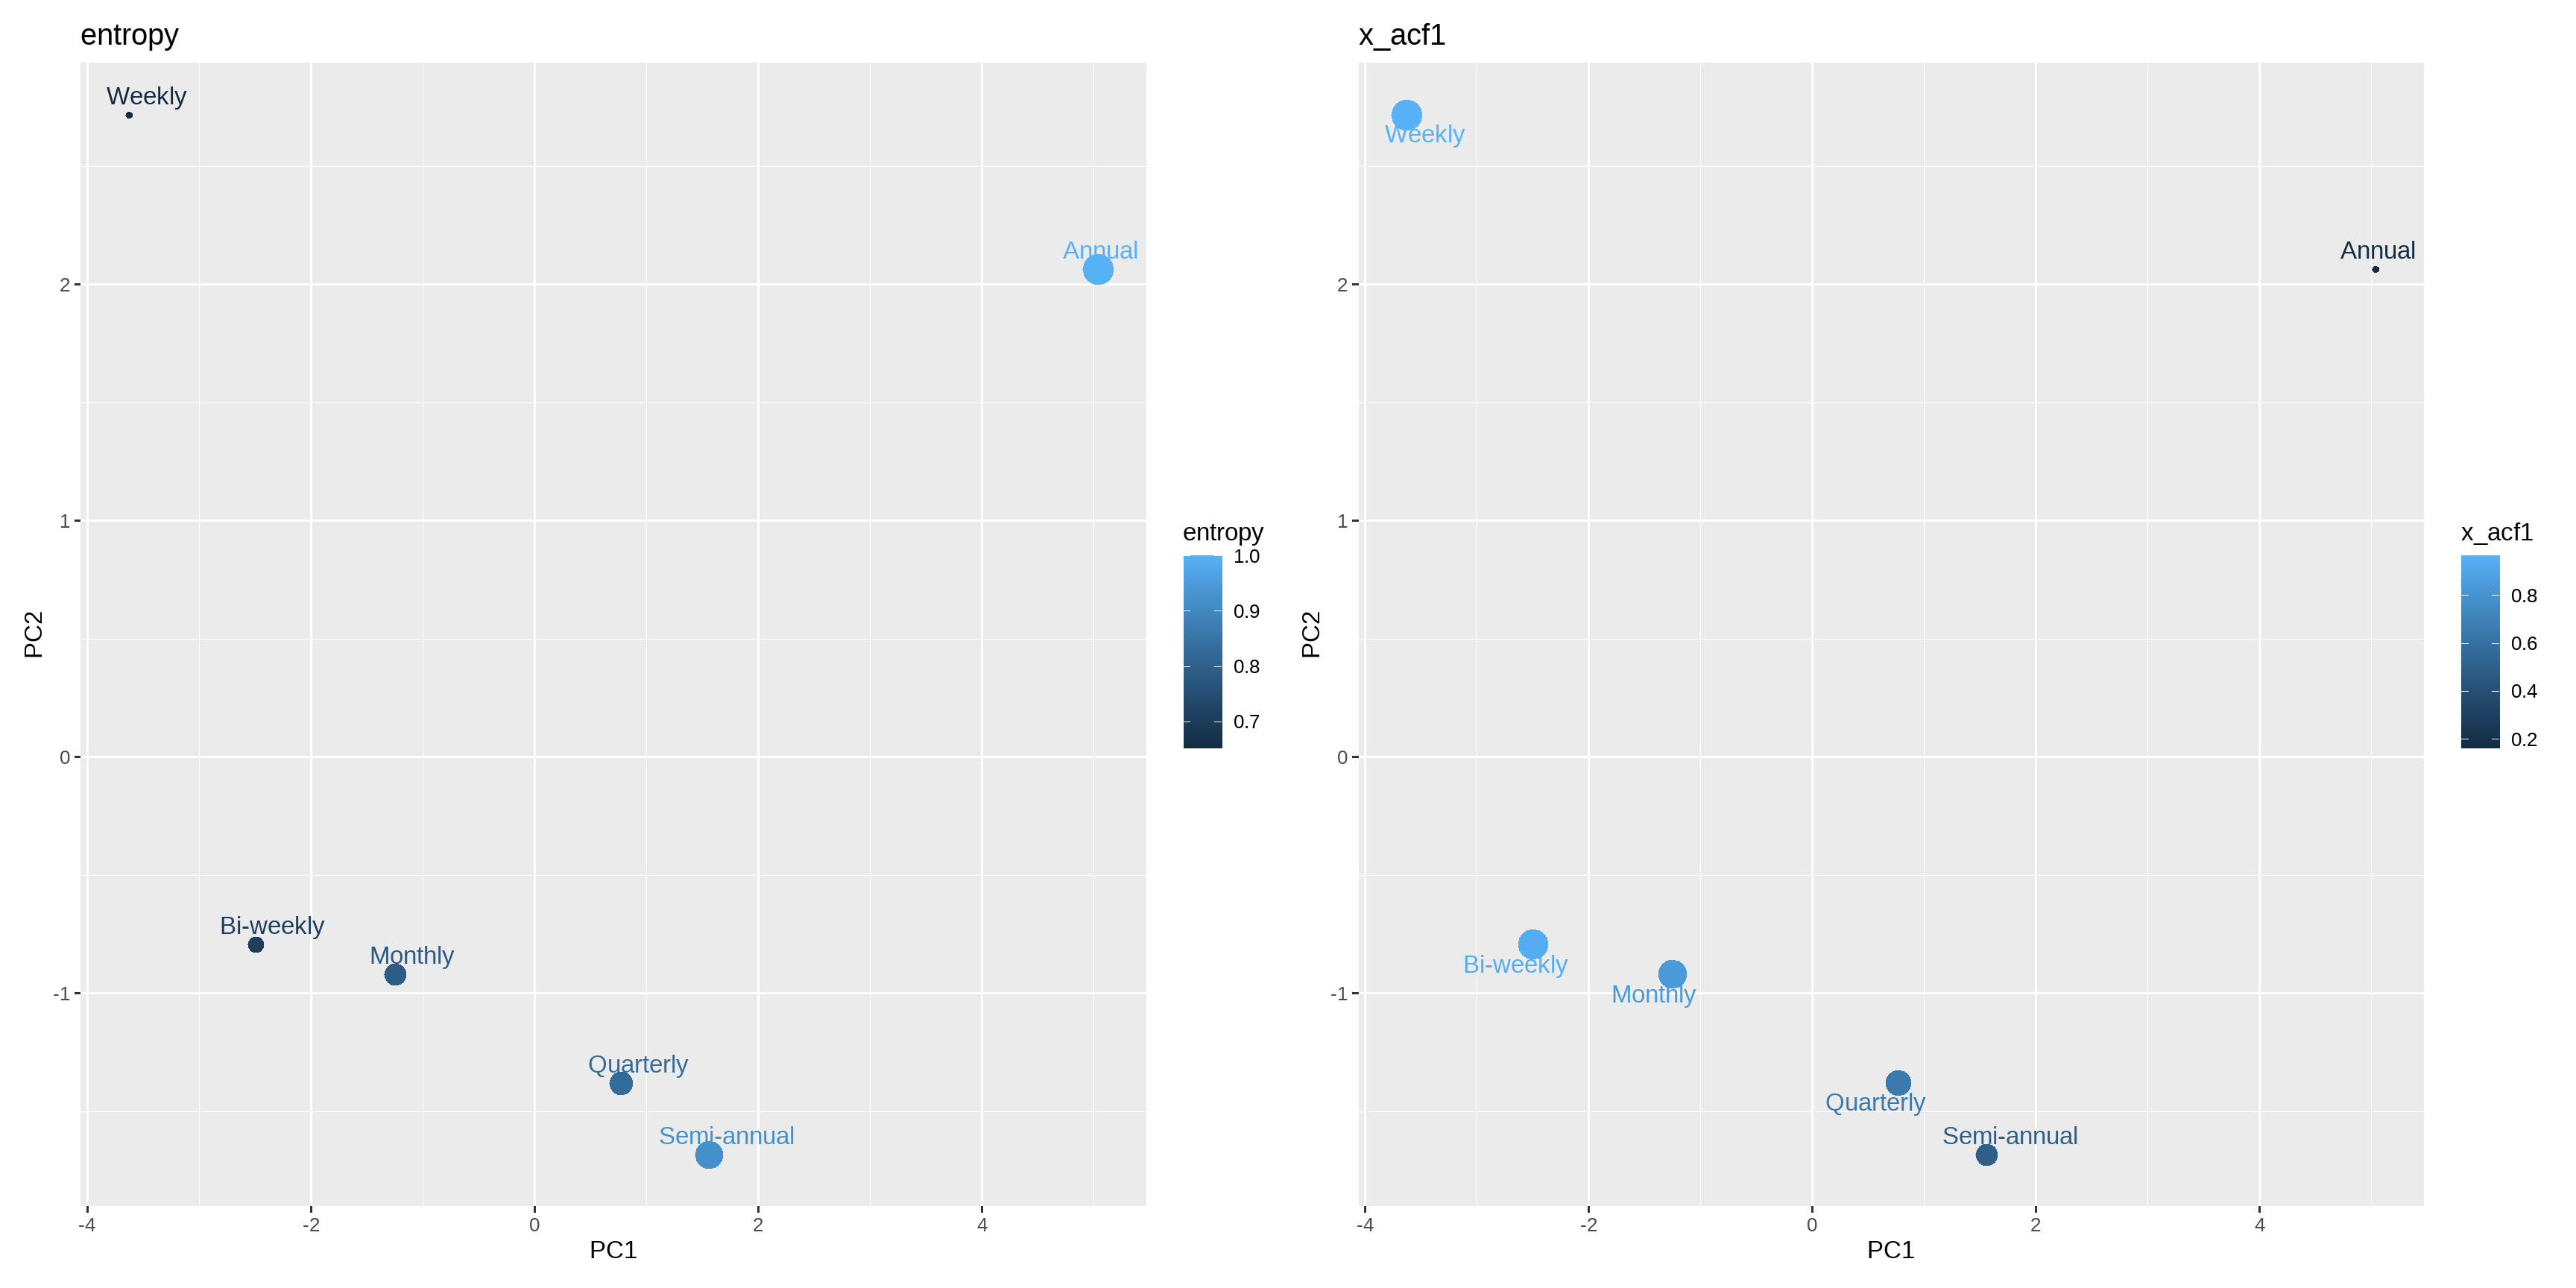 entropy
Weekly
Annual
2
1
0
-1
Bi-weekly
Monthly
Quarterly
Semi-annual
-4
-2
0
2
4
PC1
PC2
entropy
1.0
0.9
0.8
0.7
x_acf1
Weekly
Annual
2
1
0
-1
Bi-weekly
Monthly
Quarterly
Semi-annual
-4
-2
0
2
4
PC1
PC2
x_acf1
0.8
0.6
0.4
0.2